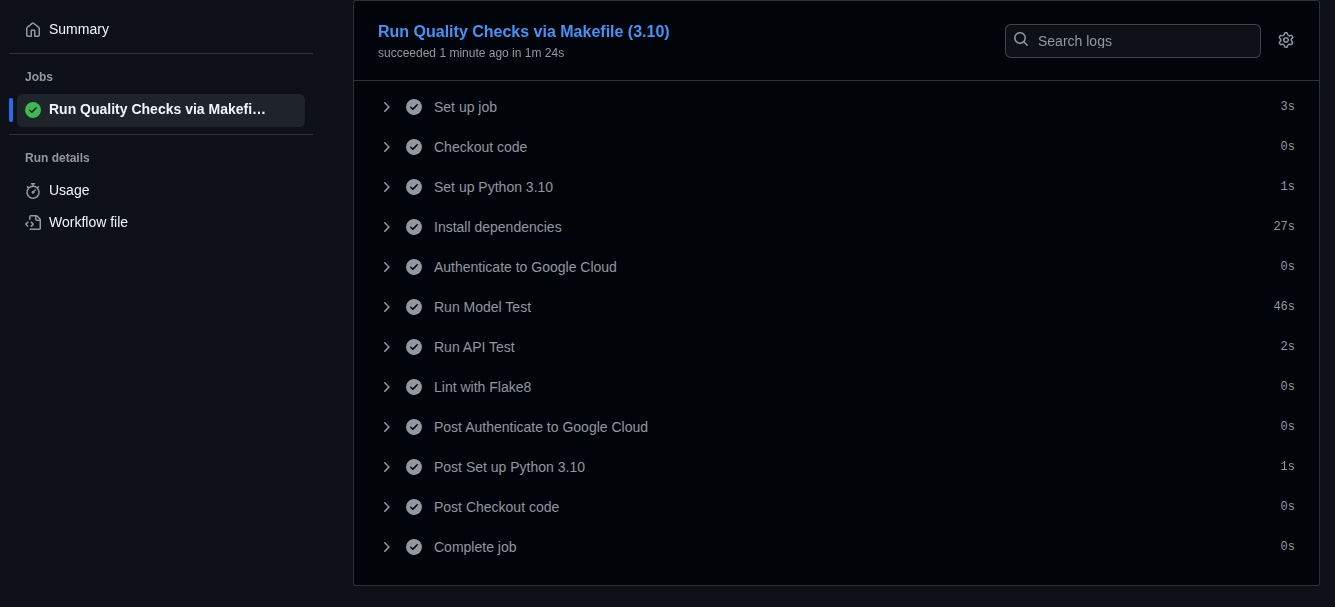 Summary
Jobs
Run Quality Checks via Makefi...
Run details
Usage
Workflow file
Run Quality Checks via Makefile (3.10)
succeeded 1 minute ago in 1m 24s
Search logs
Set up job 3s
Checkout code 0s
Set up Python 3.10 1s
Install dependencies 27s
Authenticate to Google Cloud 0s
Run Model Test 46s
Run API Test 2s
Lint with Flake8 0s
Post Authenticate to Google Cloud 0s
Post Set up Python 3.10 1s
Post Checkout code 0s
Complete job 0s